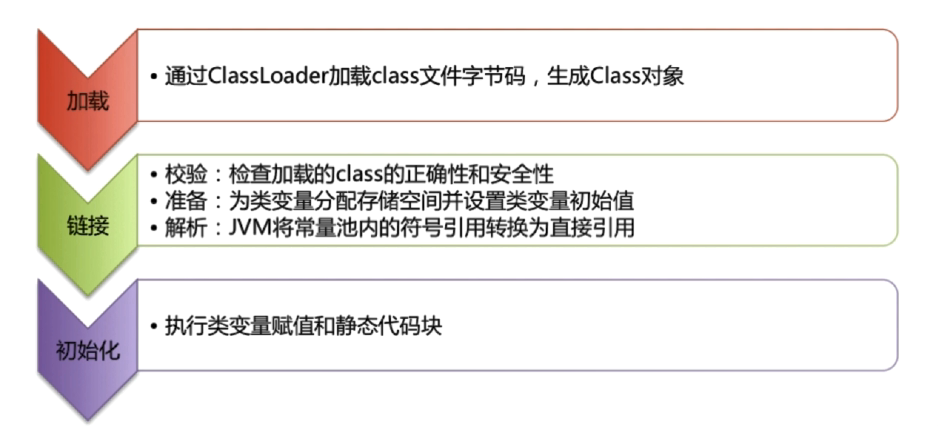 加载
• 通过ClassLoader加载class文件字节码，生成Class对象
链接
• 校验：检查加载的class的正确性和安全性
• 准备：为类变量分配存储空间并设置类变量初始值
• 解析：JVM将常量池内的符号引用转换为直接引用
初始化
• 执行类变量赋值和静态代码块